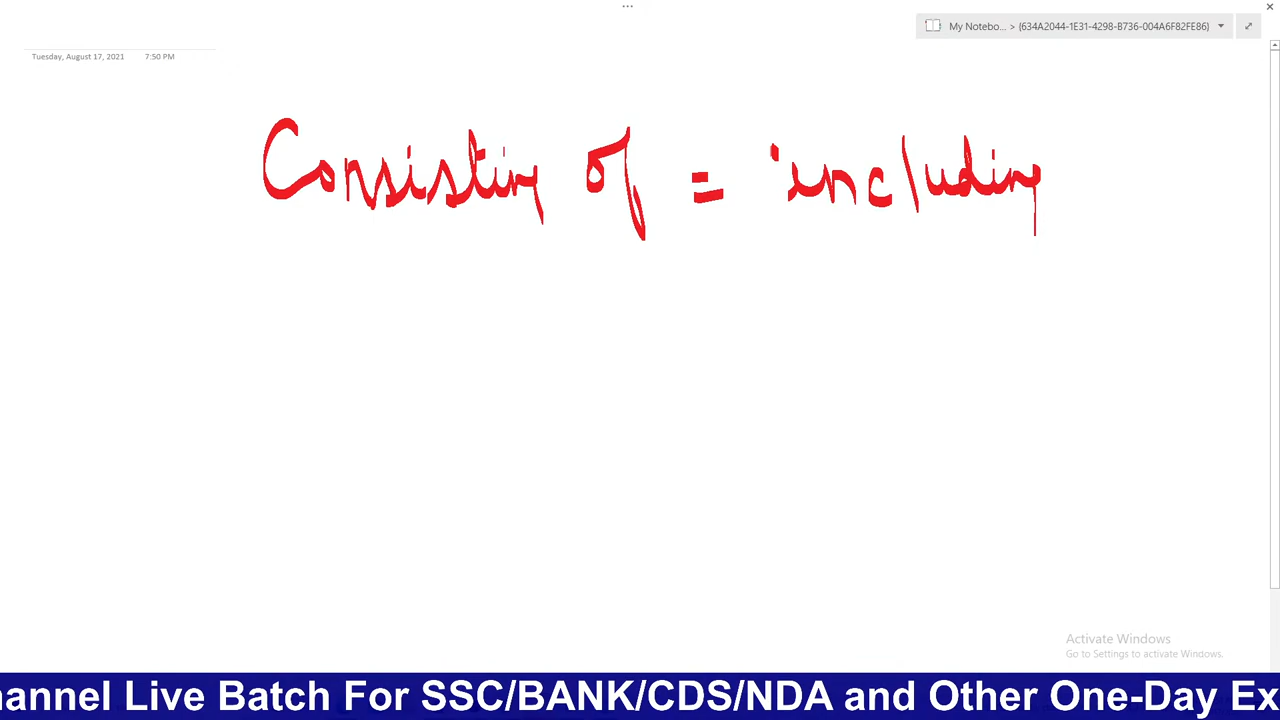 ...
My Notebo... > {634A2044-1E31-4298-B736-004A6F82FE86}
Tuesday, August 17, 2021 7:50 PM
Consisting of = including
Activate Windows
Go to Settings to activate Windows.
hannel Live Batch For SSC/BANK/CDS/NDA and Other One-Day Ex